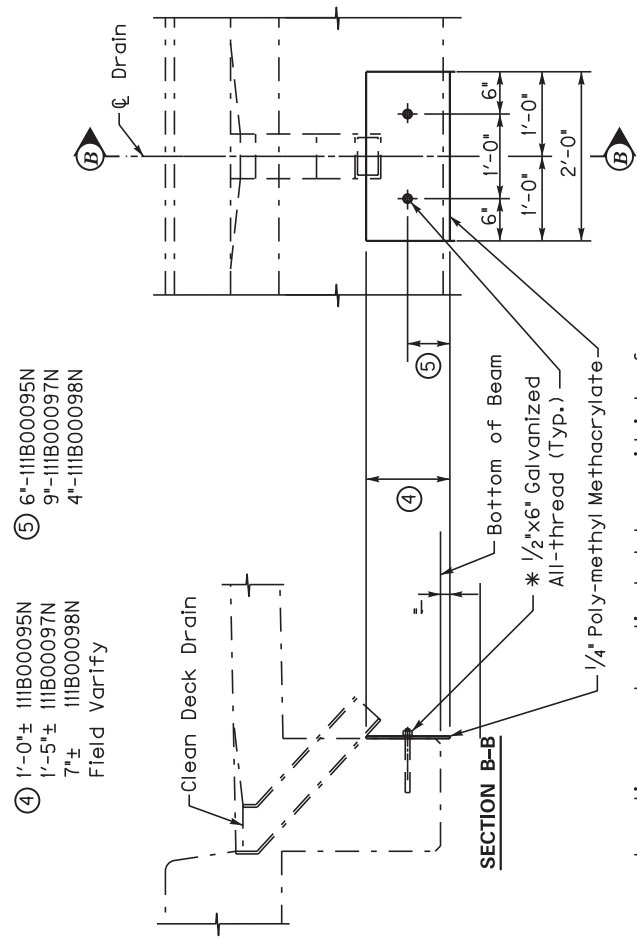 ④ 1'-0"± 111B00095N
1'-5"± 111B00097N
7"± 111B00098N
Field Varify
⑤ 6"-111B00095N
9"-111B00097N
4"-111B00098N
Clean Deck Drain
SECTION B-B
1"
④
Bottom of Beam
* 1/2"x6" Galvanized
All-thread (Typ.)
1/4" Poly-methyl Methacrylate
⑤
B
℄ Drain
6"
1'-0"
6"
1'-0"
1'-0"
2'-0"
B